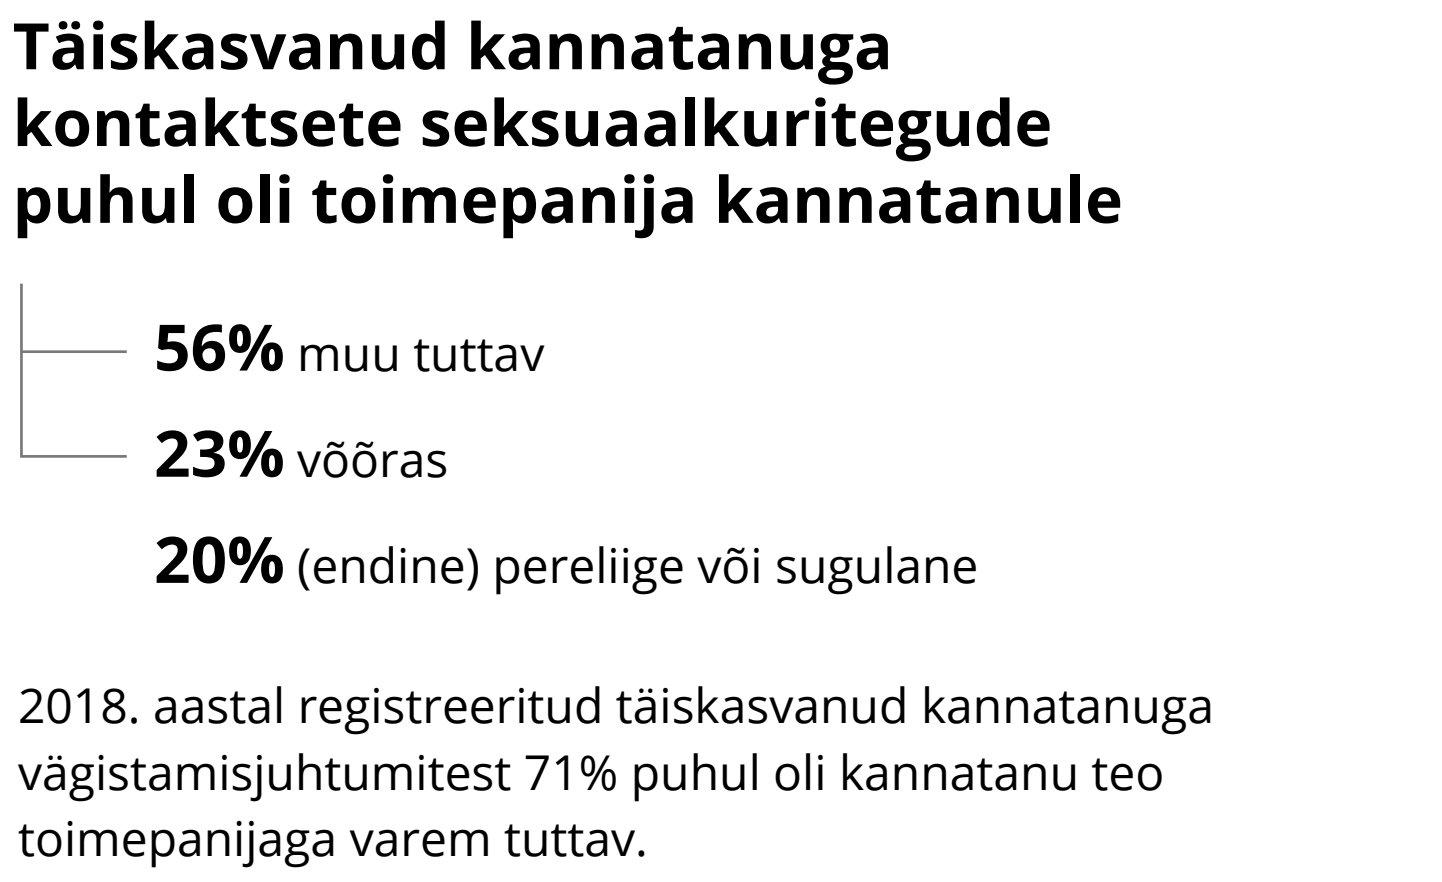 Täiskasvanud kannatanuga
kontaktsete seksuaalkuritegude
puhul oli toimepanija kannatanule
56% muu tuttav
23% võõras
20% (endine) pereliige või sugulane
2018. aastal registreeritud täiskasvanud kannatanuga
vägistamisjuhtumitest 71% puhul oli kannatanu teo
toimepanijaga varem tuttav.